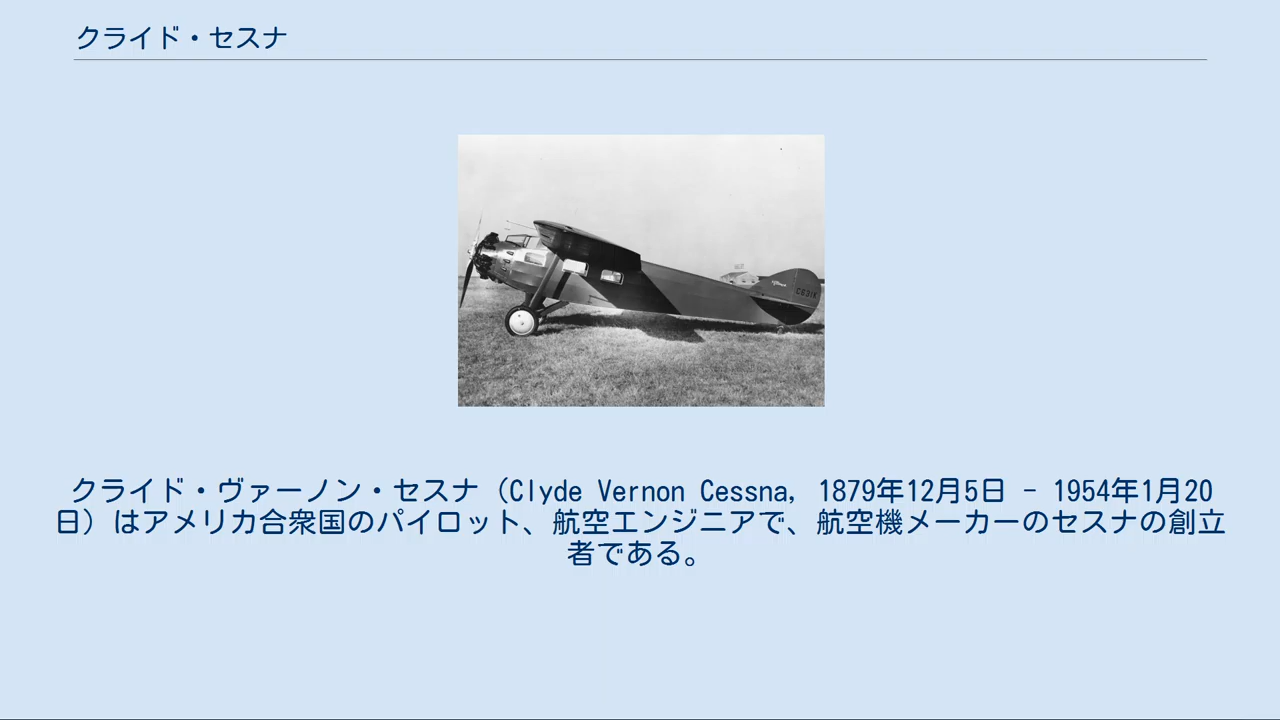 クライド・セスナ
C631K
クライド・ヴァーノン・セスナ（Clyde Vernon Cessna, 1879年12月5日 - 1954年1月20
日）はアメリカ合衆国のパイロット、航空エンジニアで、航空機メーカーのセスナの創立
者である。